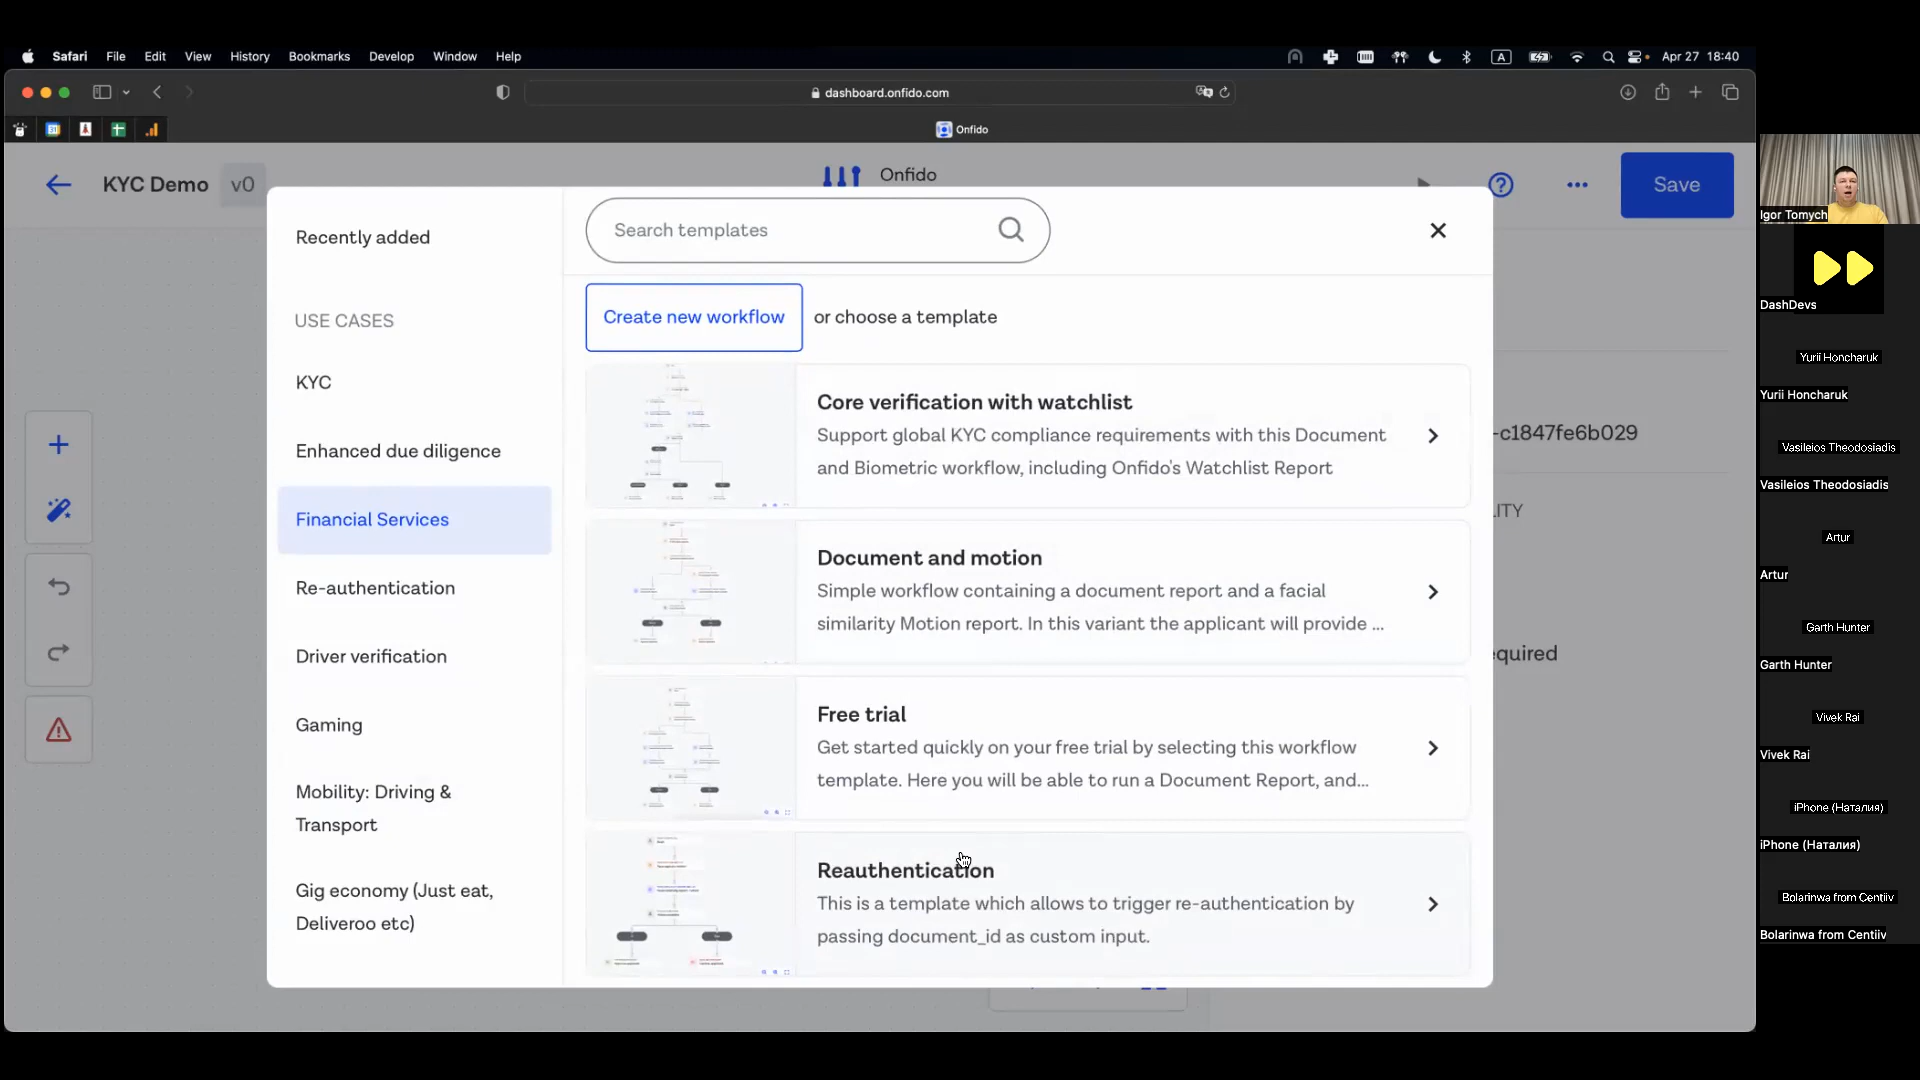 Safari File Edit View History Bookmarks Develop Window Help
A
Apr 27 18:40
dashboard.onfido.com
Onfido
KYC Demo v0
Onfido
Save
Recently added
Search templates
USE CASES
Create new workflow or choose a template
KYC
Enhanced due diligence
Financial Services
Re-authentication
Driver verification
Gaming
Mobility: Driving &
Transport
Gig economy (Just eat,
Deliveroo etc)
Core verification with watchlist
Support global KYC compliance requirements with this Document
and Biometric workflow, including Onfido's Watchlist Report
Document and motion
Simple workflow containing a document report and a facial
similarity Motion report. In this variant the applicant will provide ...
Free trial
Get started quickly on your free trial by selecting this workflow
template. Here you will be able to run a Document Report, and...
Reauthentication
This is a template which allows to trigger re-authentication by
passing document_id as custom input.
-c1847fe6b029
LITY
equired
Igor Tomych
DashDevs
Yurii Honcharuk
Yurii Honcharuk
Vasileios Theodosiadis
Vasileios Theodosiadis
Artur
Artur
Garth Hunter
Garth Hunter
Vivek Rai
Vivek Rai
iPhone (Наталия)
iPhone (Наталия)
Bolarinwa from Centiiv
Bolarinwa from Centiiv